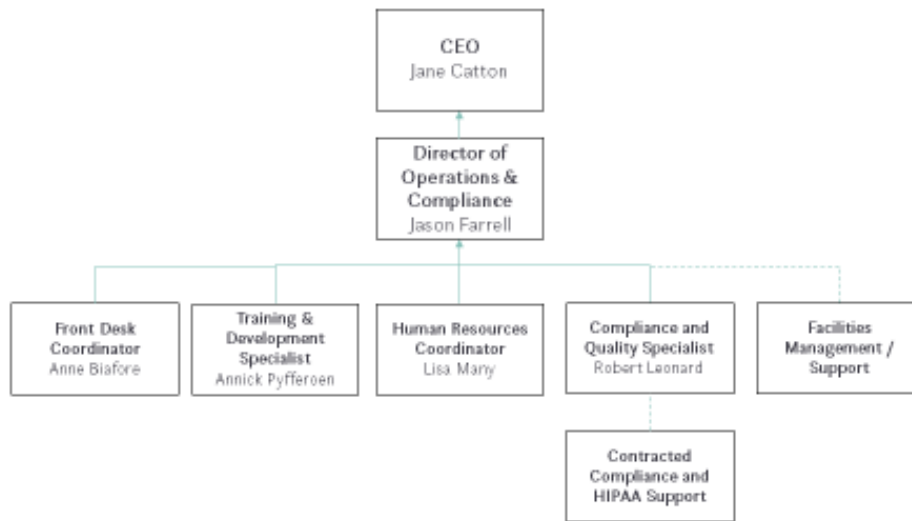 CEO
Jane Catton
Director of
Operations &
Compliance
Jason Farrell
Front Desk
Coordinator
Anne Biafore
Training &
Development
Specialist
Annick Pyfferoen
Human Resources
Coordinator
Lisa Many
Compliance and
Quality Specialist
Robert Leonard
Facilities
Management /
Support
Contracted
Compliance and
HIPAA Support